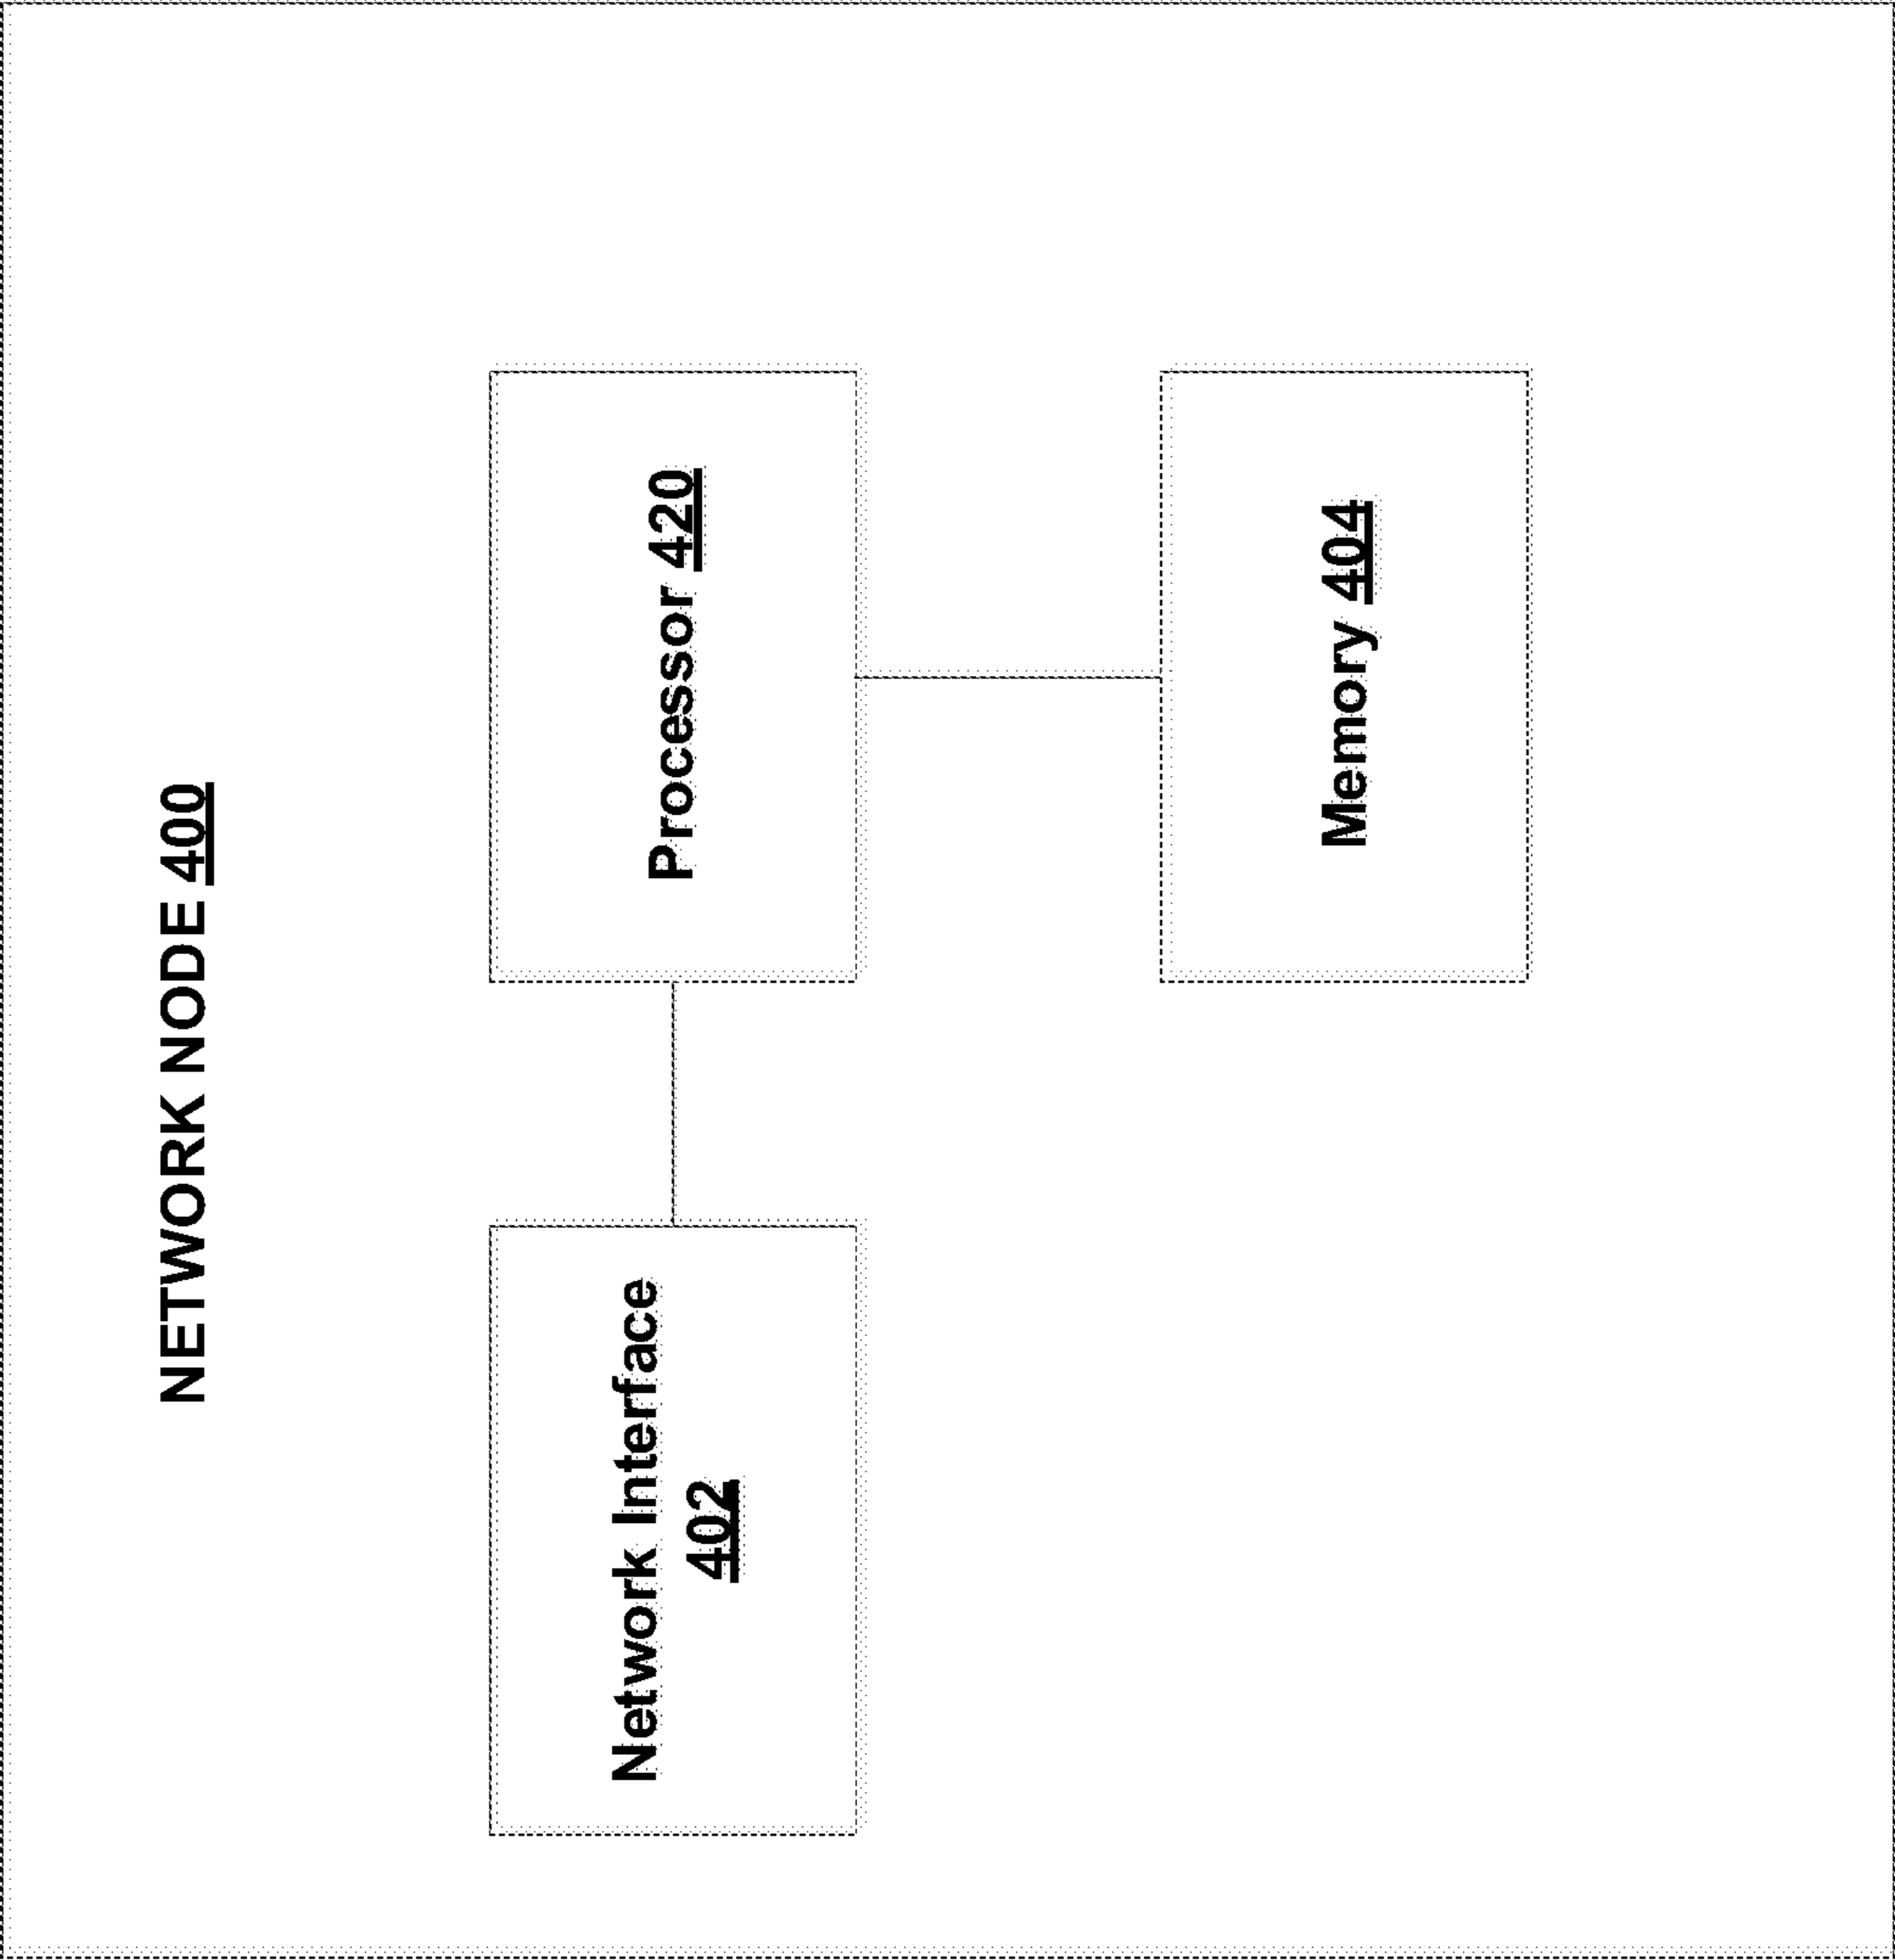 NETWORK NODE 400
Network Interface
402
Processor 420
Memory 404